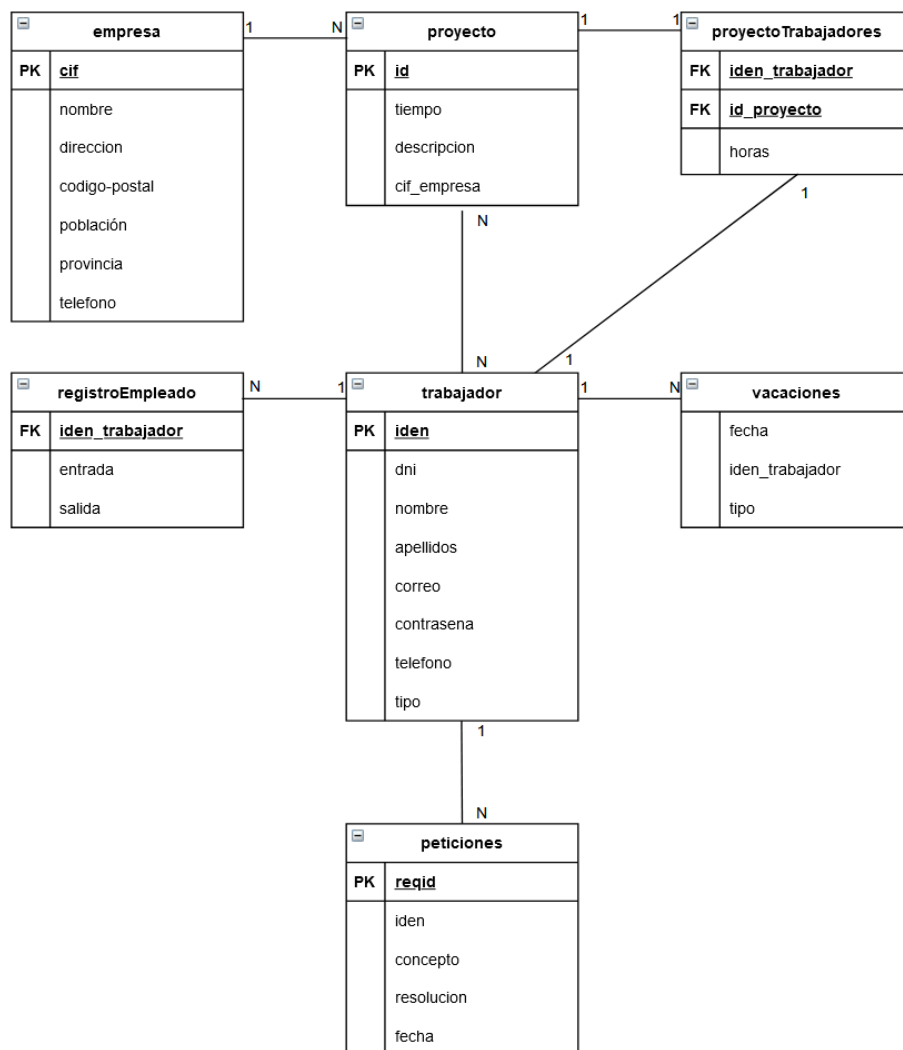 empresa
PK cif
nombre
direccion
codigo-postal
población
provincia
telefono
1 N
proyecto
PK id
tiempo
descripcion
cif_empresa
1 1
proyectoTrabajadores
FK iden_trabajador
FK id_proyecto
horas
N
1
N
1
registroEmpleado
FK iden_trabajador
entrada
salida
N 1
trabajador
PK iden
dni
nombre
apellidos
correo
contrasena
telefono
tipo
1 N
vacaciones
fecha
iden_trabajador
tipo
1
N
peticiones
PK reqid
iden
concepto
resolucion
fecha